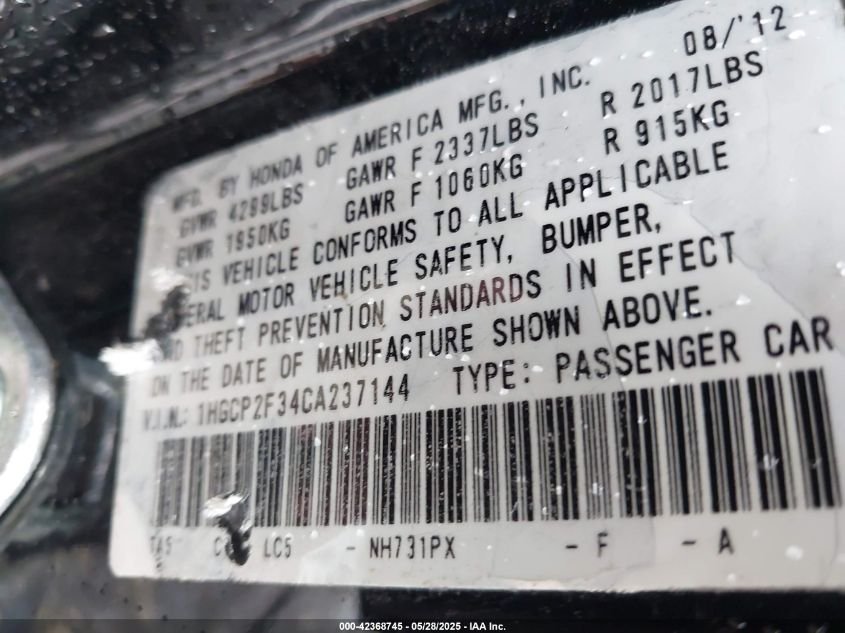 08/'12
MFD. BY HONDA OF AMERICA MFG., INC.
GVWR 4299LBS GAWR F 2337LBS R 2017LBS
GVWR 1950KG GAWR F 1060KG R 915KG
VEHICLE CONFORMS TO ALL APPLICABLE
MOTOR VEHICLE SAFETY, BUMPER,
THEFT PREVENTION STANDARDS IN EFFECT
ON THE DATE OF MANUFACTURE SHOWN ABOVE.
V.I.N.: 1HGCP2F34CA237144 TYPE: PASSENGER CAR
LC5 - NH731PX - F - A
000-42368745 - 05/28/2025 - IAA Inc.